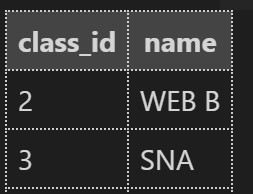 class_id name
2 WEB B
3 SNA